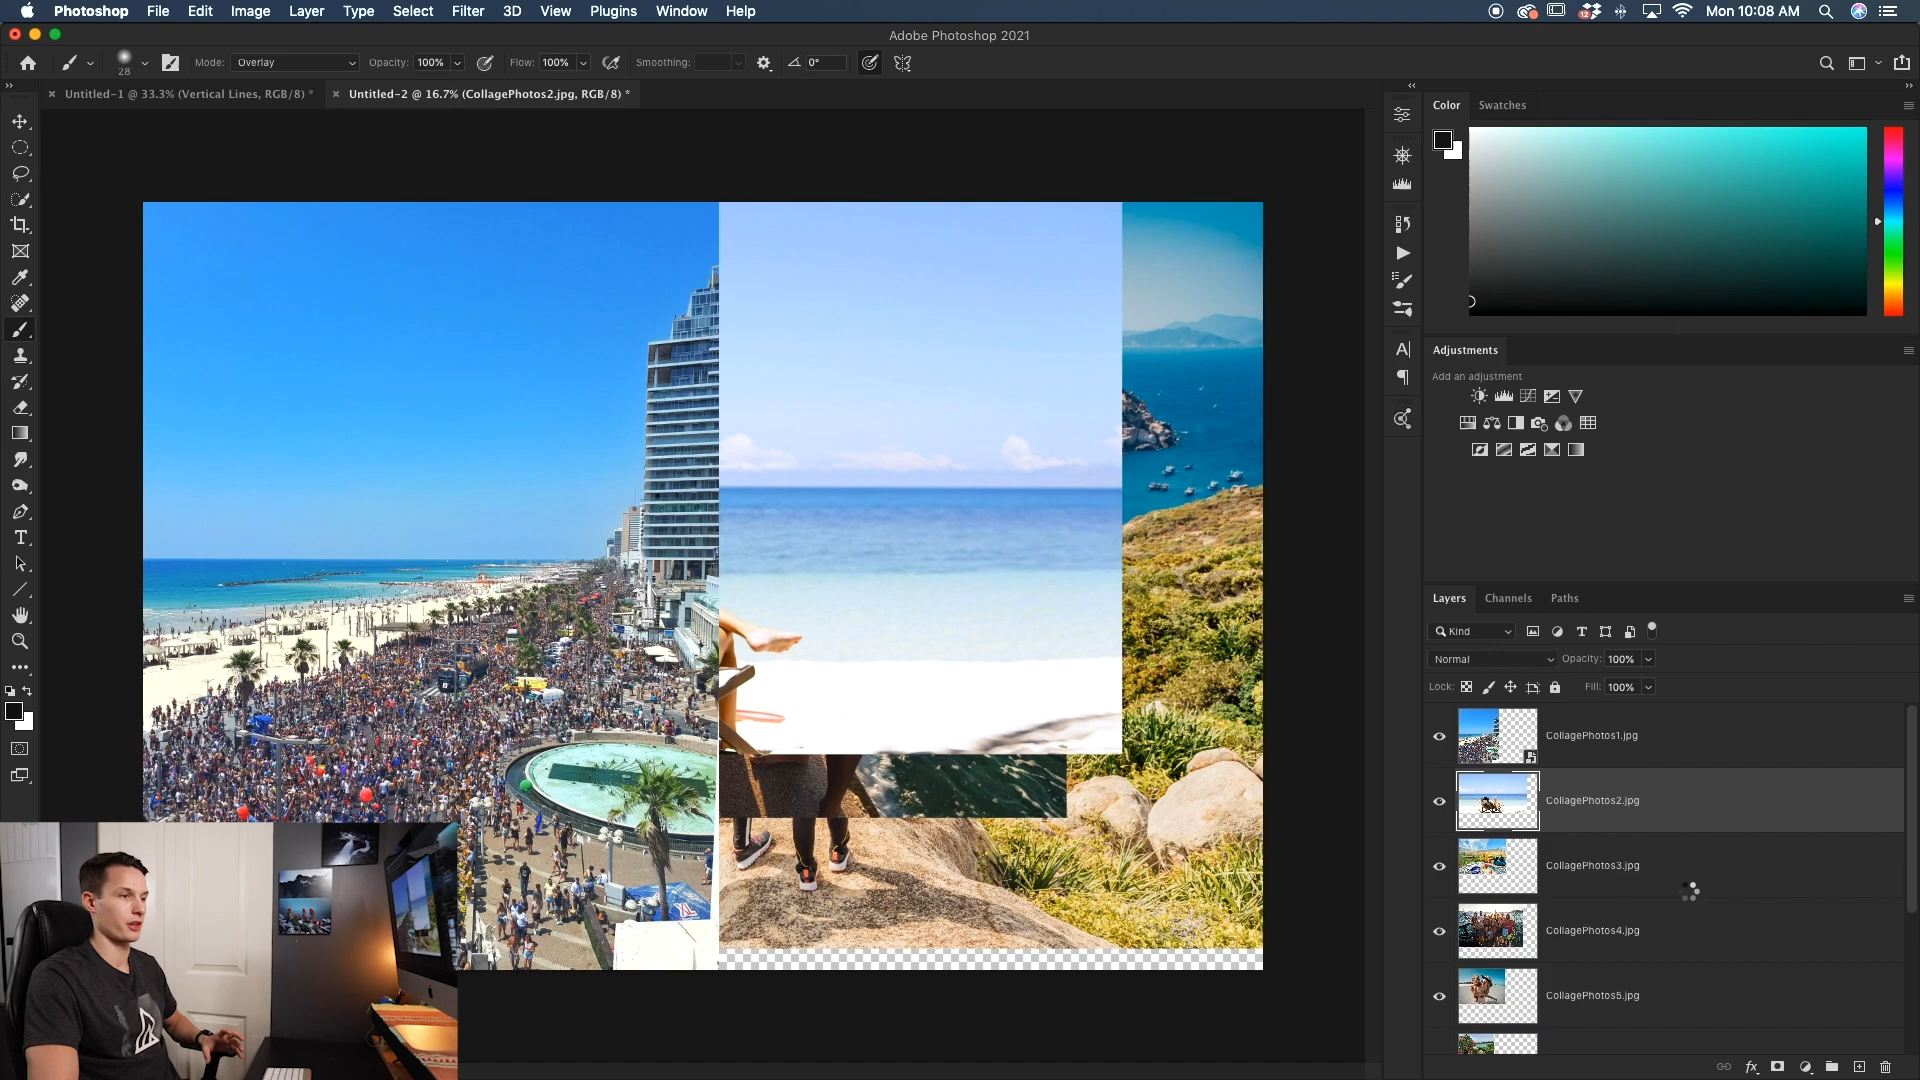 Photoshop File Edit Image Layer Type Select Filter 3D View Plugins Window Help
12
Mon 10:08 AM
Adobe Photoshop 2021
28
Mode: Overlay
Opacity: 100%
Flow: 100%
Smoothing:
0°
Untitled-1 @ 33.3% (Vertical Lines, RGB/8) *
Untitled-2 @ 16.7% (CollagePhotos2.jpg, RGB/8) *
Color Swatches
Adjustments
Add an adjustment
Layers Channels Paths
Kind
Normal
Opacity: 100%
Lock:
Fill: 100%
CollagePhotos1.jpg
CollagePhotos2.jpg
CollagePhotos3.jpg
CollagePhotos4.jpg
CollagePhotos5.jpg
fx